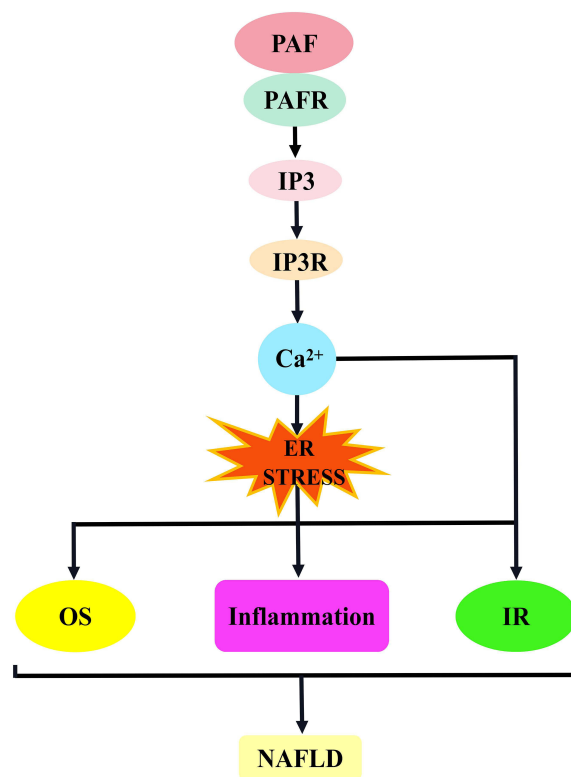 PAF
PAFR
IP3
IP3R
Ca²⁺
ER
STRESS
OS
Inflammation
IR
NAFLD